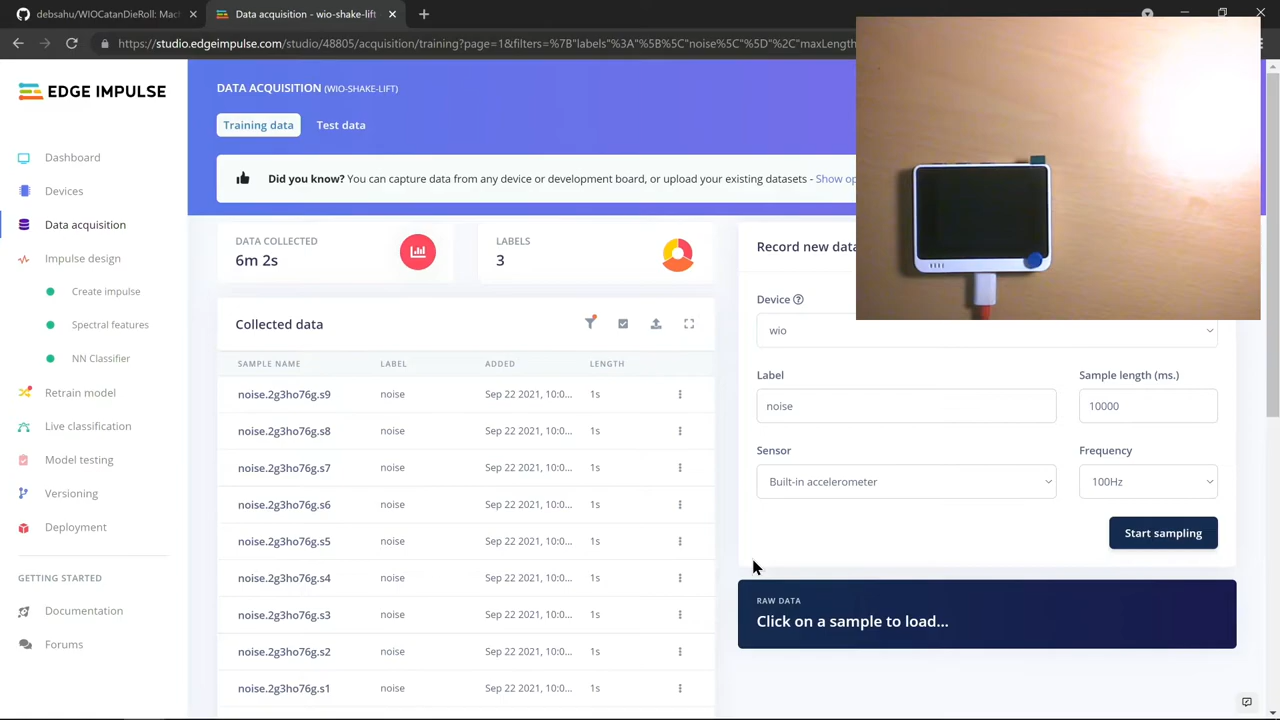 debsahu/WIOCatanDieRoll: Mact
Data acquisition - wio-shake-lift
https://studio.edgeimpulse.com/studio/48805/acquisition/training?page=1&filters=%7B"labels"%3A%5B"noise%5C"%5D"%2C"maxLength
EDGE IMPULSE
Dashboard
Devices
Data acquisition
Impulse design
Create impulse
Spectral features
NN Classifier
Retrain model
Live classification
Model testing
Versioning
Deployment
GETTING STARTED
Documentation
Forums
DATA ACQUISITION (WIO-SHAKE-LIFT)
Training data
Test data
Did you know? You can capture data from any device or development board, or upload your existing datasets - Show op
DATA COLLECTED
6m 2s
LABELS
3
Collected data
SAMPLE NAME LABEL ADDED LENGTH
noise.2g3ho76g.s9 noise Sep 22 2021, 10:0... 1s
noise.2g3ho76g.s8 noise Sep 22 2021, 10:0... 1s
noise.2g3ho76g.s7 noise Sep 22 2021, 10:0... 1s
noise.2g3ho76g.s6 noise Sep 22 2021, 10:0... 1s
noise.2g3ho76g.s5 noise Sep 22 2021, 10:0... 1s
noise.2g3ho76g.s4 noise Sep 22 2021, 10:0... 1s
noise.2g3ho76g.s3 noise Sep 22 2021, 10:0... 1s
noise.2g3ho76g.s2 noise Sep 22 2021, 10:0... 1s
noise.2g3ho76g.s1 noise Sep 22 2021, 10:0... 1s
Record new data
Device
wio
Label
noise
Sample length (ms.)
10000
Sensor
Built-in accelerometer
Frequency
100Hz
Start sampling
RAW DATA
Click on a sample to load...